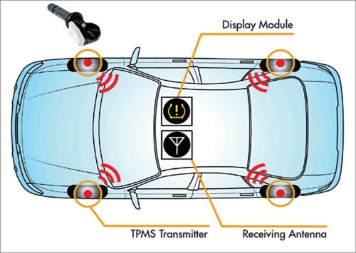 Display Module
TPMS Transmitter
Receiving Antenna